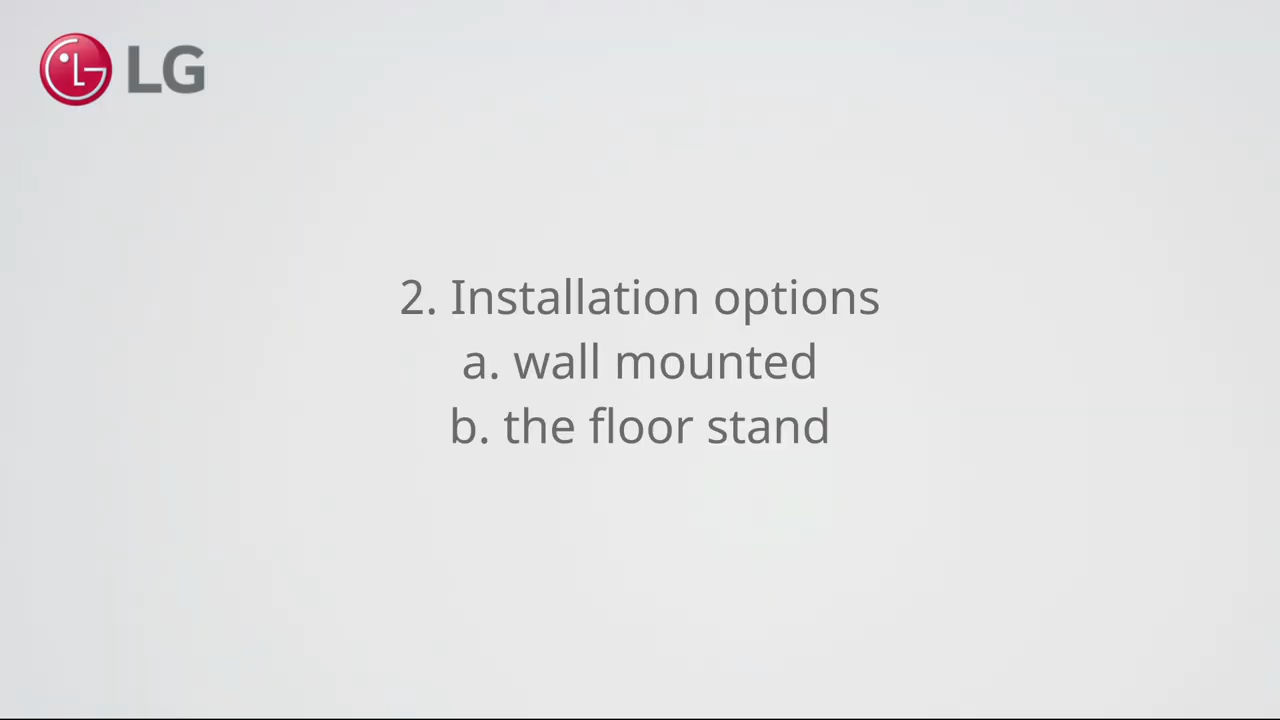 LG
2. Installation options
a. wall mounted
b. the floor stand